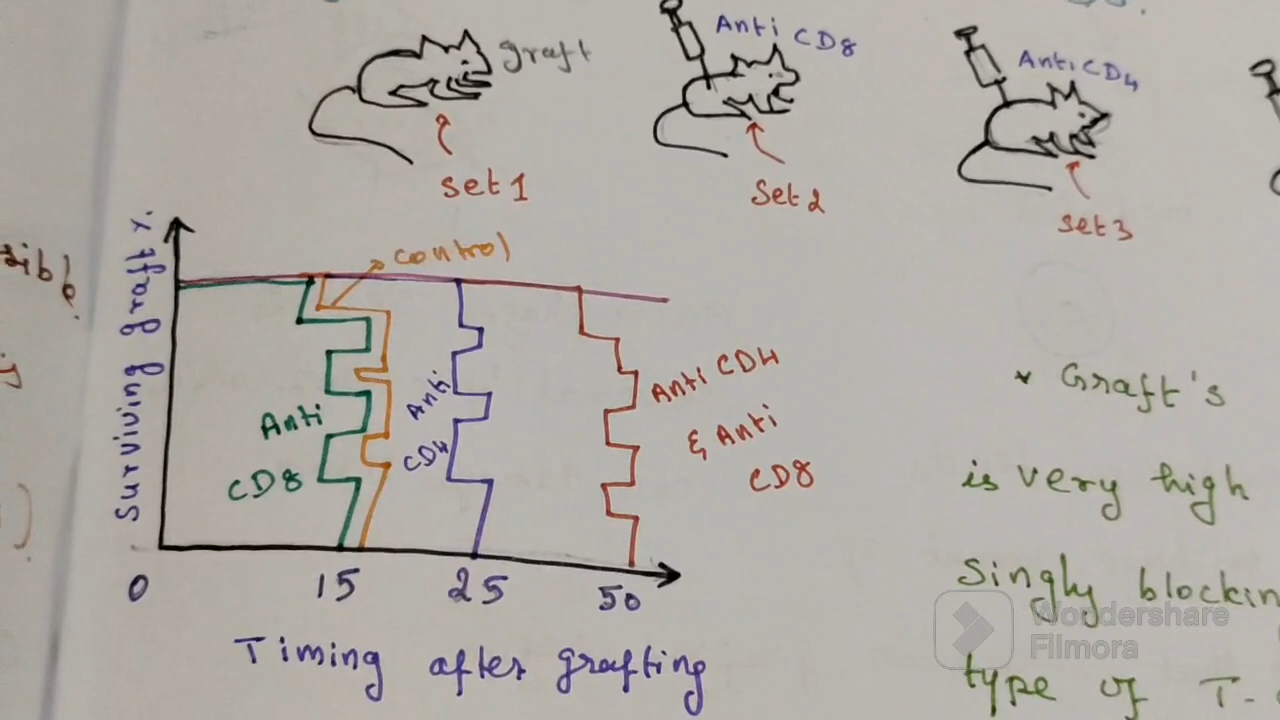 graft
Anti CD8
Anti CD4
Set 1
Set 2
Set 3
Surviving graft %
control
Anti
CD8
Anti
CD4
Anti CD4
& Anti
CD8
0
15
25
50
Timing after grafting
* Graft's
is very high
Singly blockin
type of T-
Wondershare
Filmora